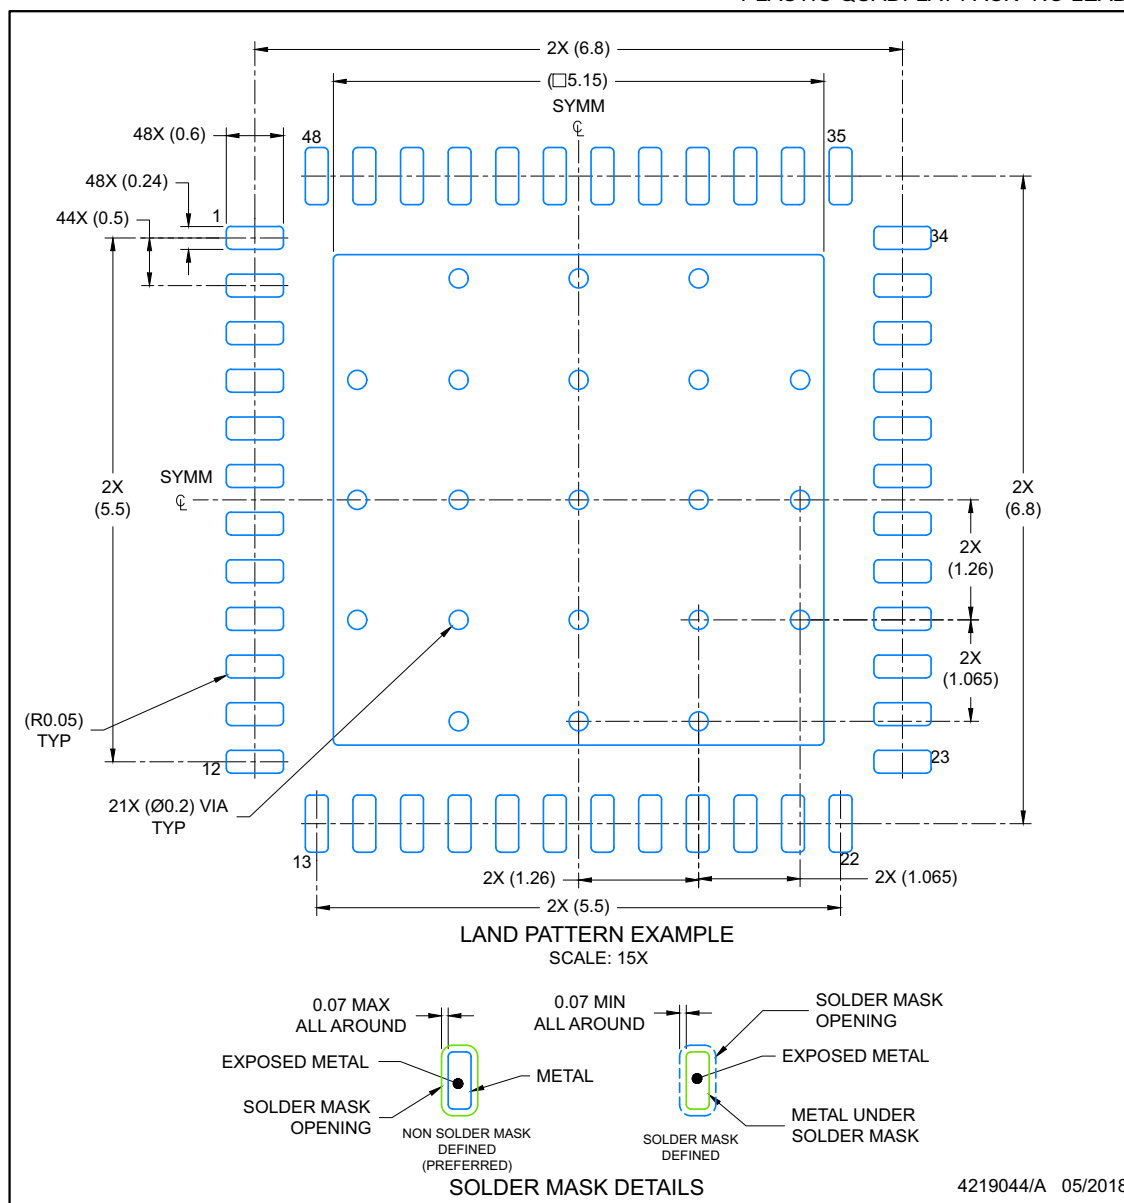 2X (6.8)
(□5.15)
SYMM
℄
48X (0.6)
48
35
48X (0.24)
44X (0.5)
1
34
2X
(5.5)
SYMM
℄
2X
(6.8)
2X
(1.26)
2X
(1.065)
(R0.05)
TYP
12
23
21X (Ø0.2) VIA
TYP
13
22
2X (1.26)
2X (1.065)
2X (5.5)
LAND PATTERN EXAMPLE
SCALE: 15X
0.07 MAX
ALL AROUND
0.07 MIN
ALL AROUND
SOLDER MASK
OPENING
EXPOSED METAL
METAL
EXPOSED METAL
SOLDER MASK
OPENING
METAL UNDER
SOLDER MASK
NON SOLDER MASK
DEFINED
(PREFERRED)
SOLDER MASK
DEFINED
SOLDER MASK DETAILS
4219044/A 05/2018